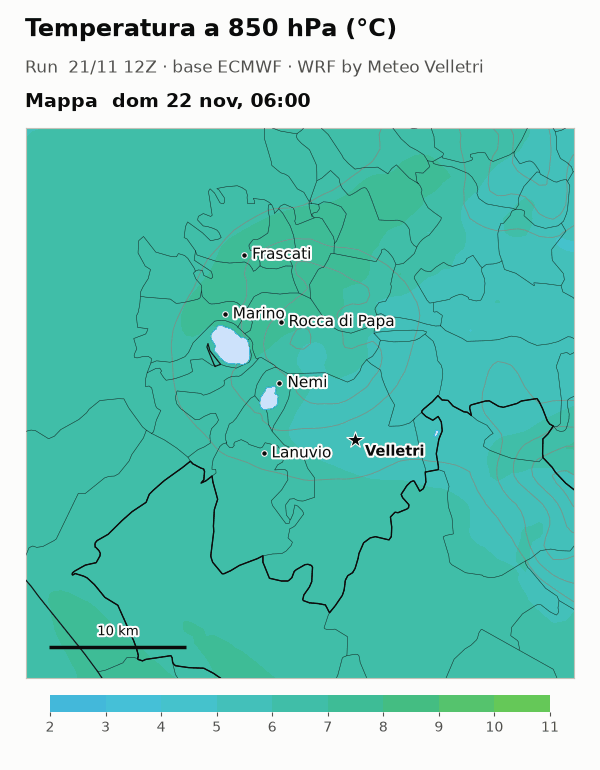 Temperatura a 850 hPa (°C)
Run  21/11 12Z · base ECMWF · WRF by Meteo Velletri
Mappa  dom 22 nov, 06:00
Frascati
Marino
Rocca di Papa
Nemi
Velletri
Lanuvio
10 km
2 3 4 5 6 7 8 9 10 11